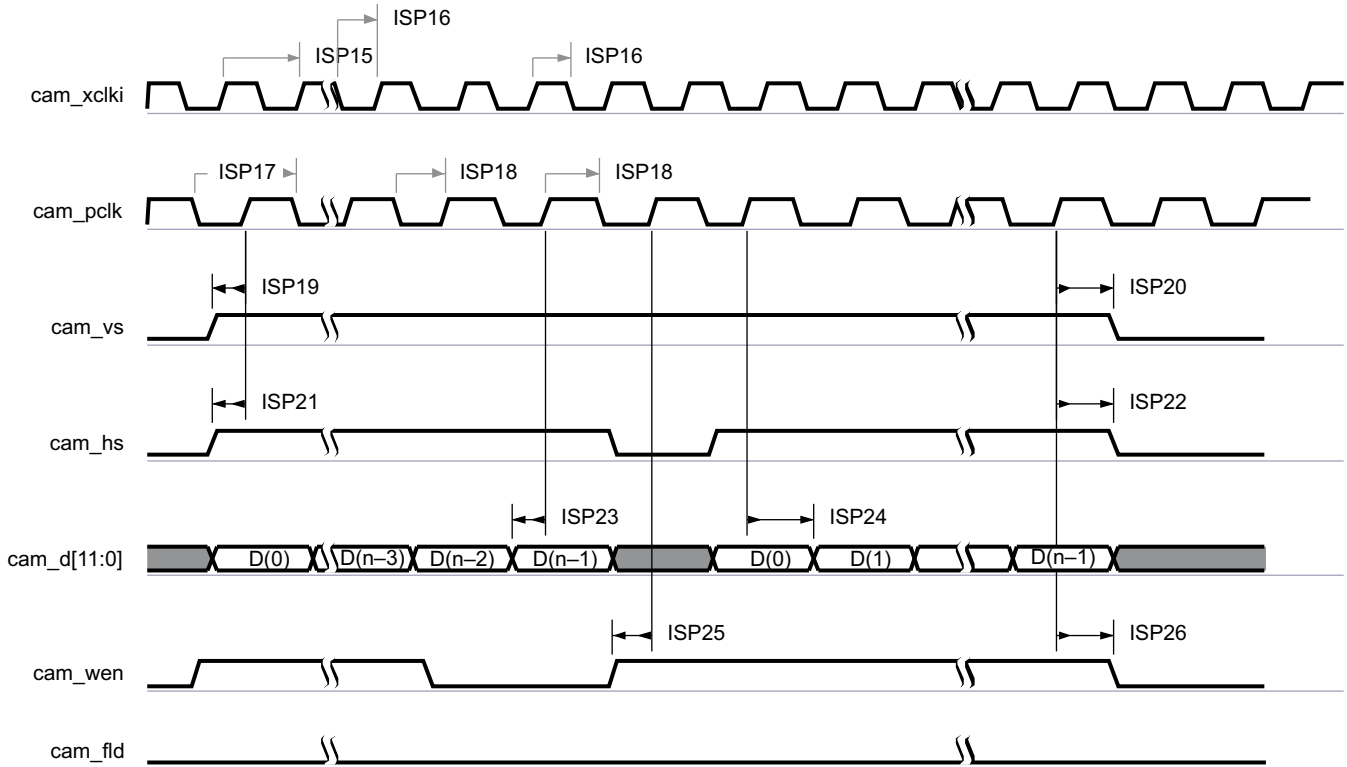 ISP16
ISP15
ISP16
cam_xclki
ISP17
ISP18
ISP18
cam_pclk
ISP19
ISP20
cam_vs
ISP21
ISP22
cam_hs
ISP23
ISP24
cam_d[11:0]
D(0)
D(n–3)
D(n–2)
D(n–1)
D(0)
D(1)
D(n–1)
ISP25
ISP26
cam_wen
cam_fld